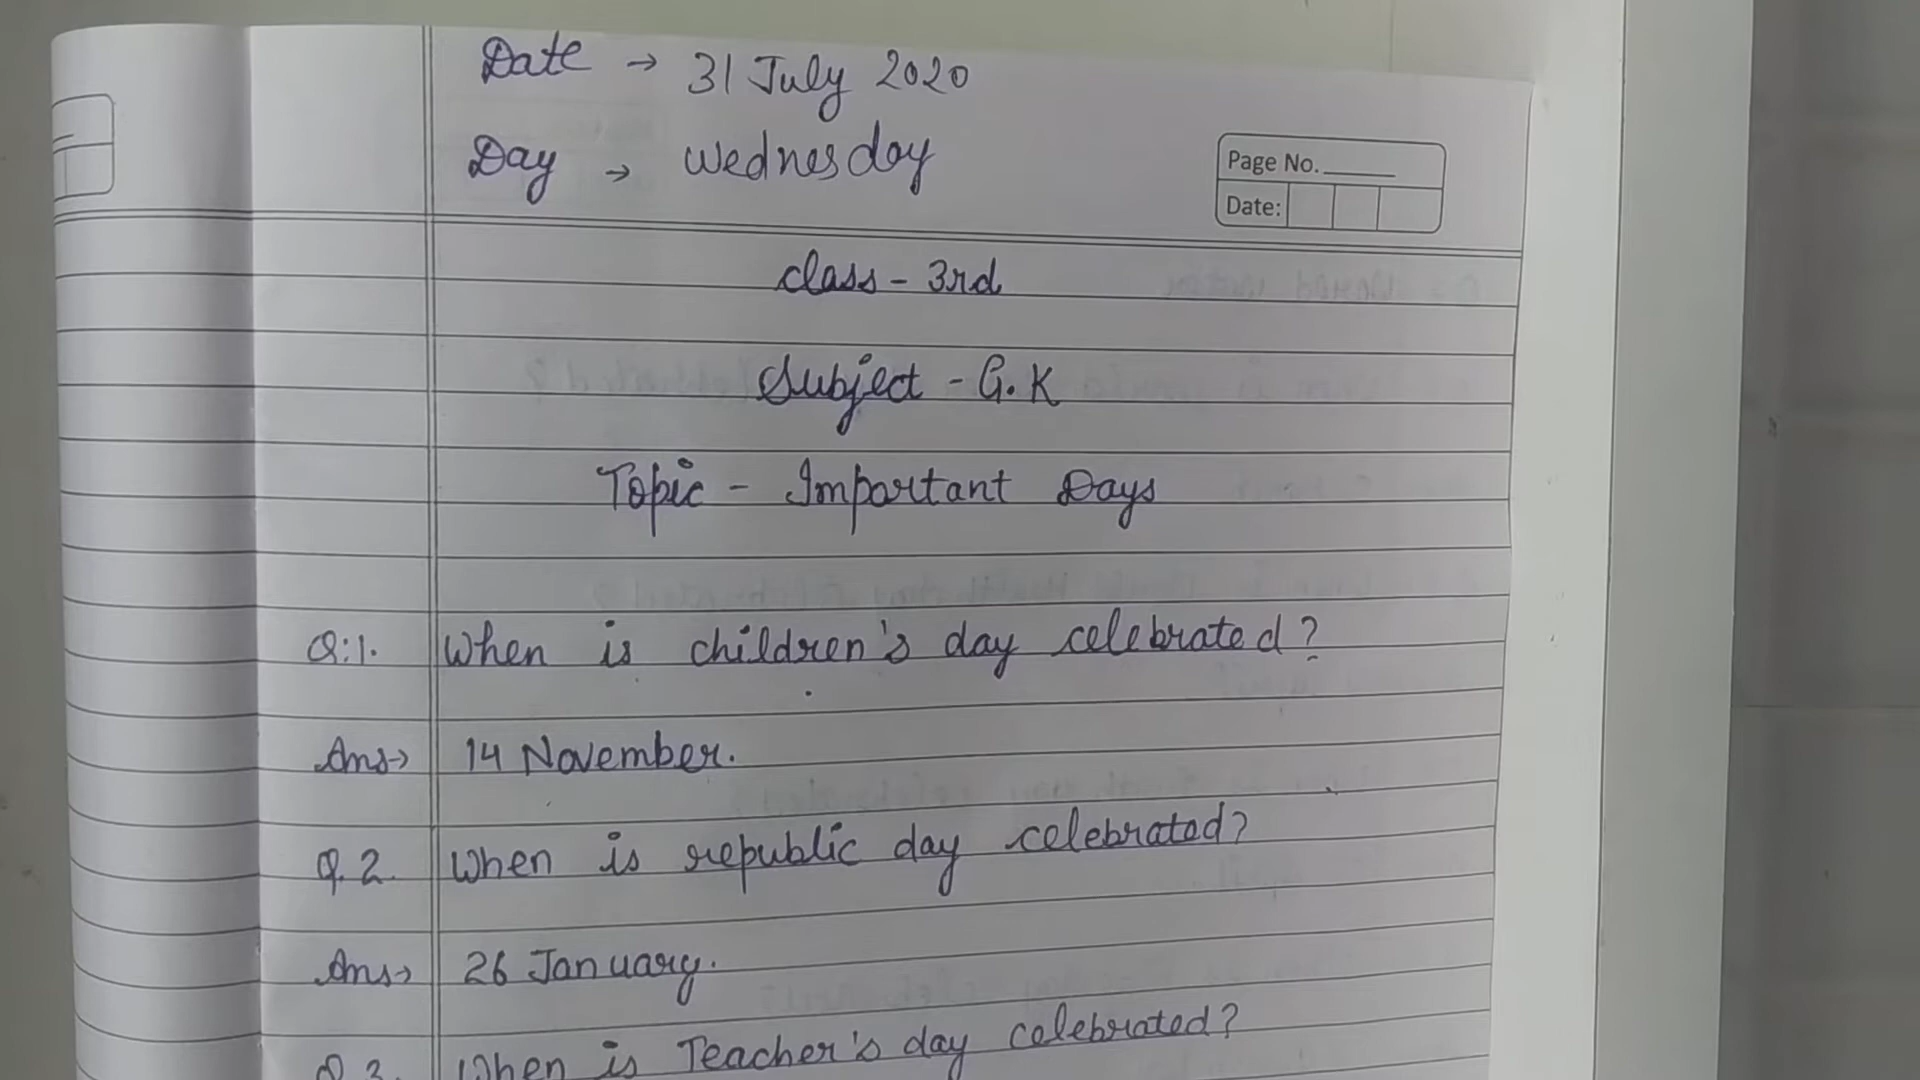 Date → 31 July 2020
Day → Wednesday
Page No.
Date:
Class - 3rd
Subject - G.K
Topic - Important Days
Q:1. When is children's day celebrated?
Ans→ 14 November.
Q.2. When is republic day celebrated?
Ans→ 26 January.
Q.3. When is Teacher's day celebrated?